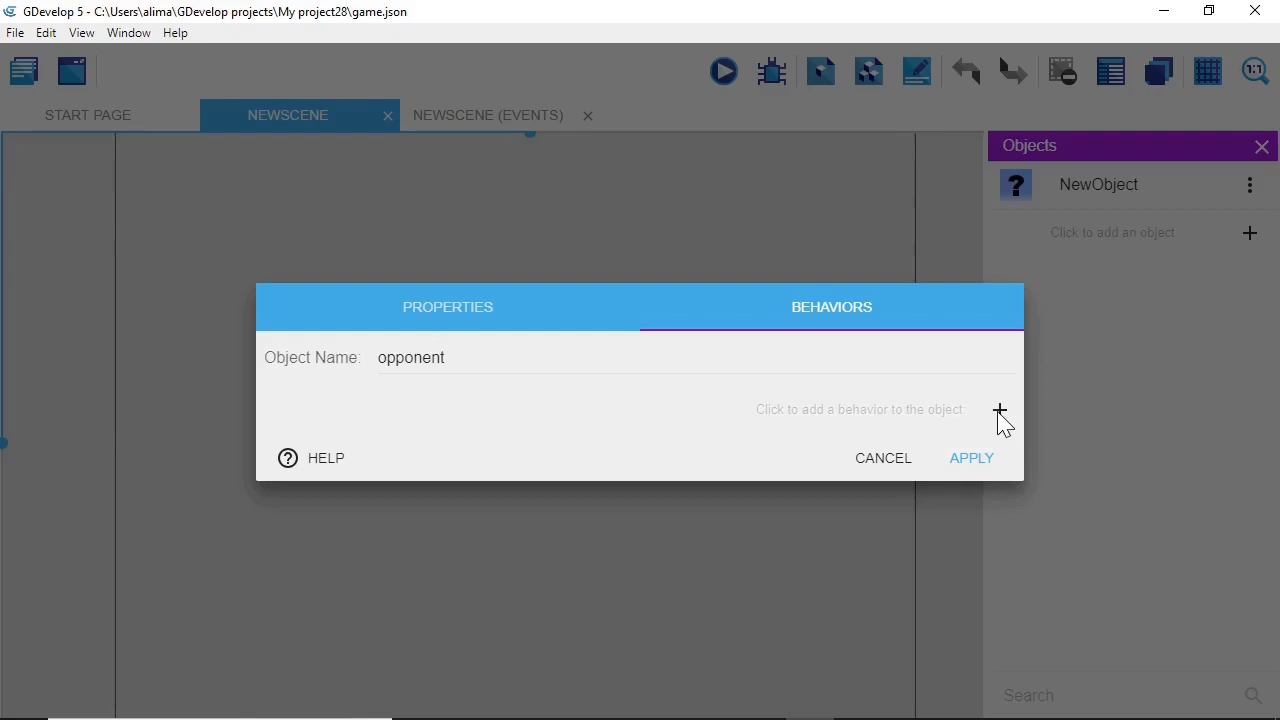 GDevelop 5 - C:\Users\alima\GDevelop projects\My project28\game.json
File Edit View Window Help
1:1
START PAGE NEWSCENE NEWSCENE (EVENTS)
Objects
? NewObject
Click to add an object
PROPERTIES BEHAVIORS
Object Name: opponent
Click to add a behavior to the object:
? HELP CANCEL APPLY
Search